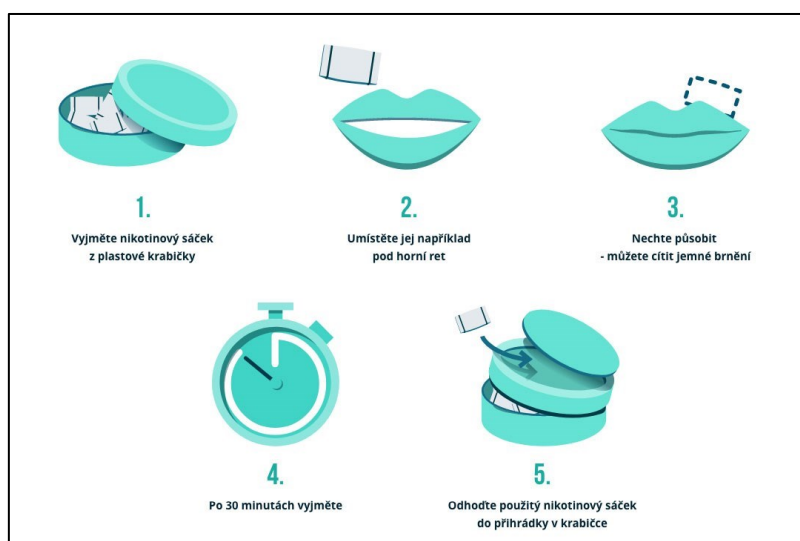 1.
Vyjměte nikotinový sáček
z plastové krabičky
2.
Umístěte jej například
pod horní ret
3.
Nechte působit
- můžete cítit jemné brnění
4.
Po 30 minutách vyjměte
5.
Odhoďte použitý nikotinový sáček
do přihrádky v krabičce